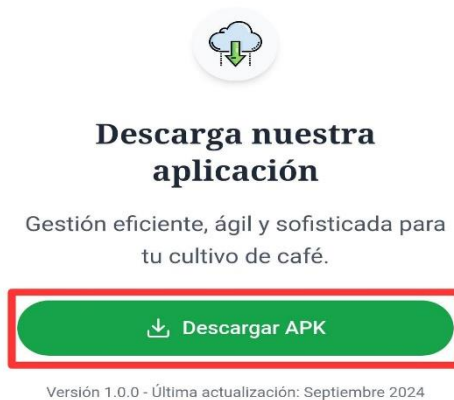 Descarga nuestra
aplicación
Gestión eficiente, ágil y sofisticada para
tu cultivo de café.
Descargar APK
Versión 1.0.0 - Última actualización: Septiembre 2024